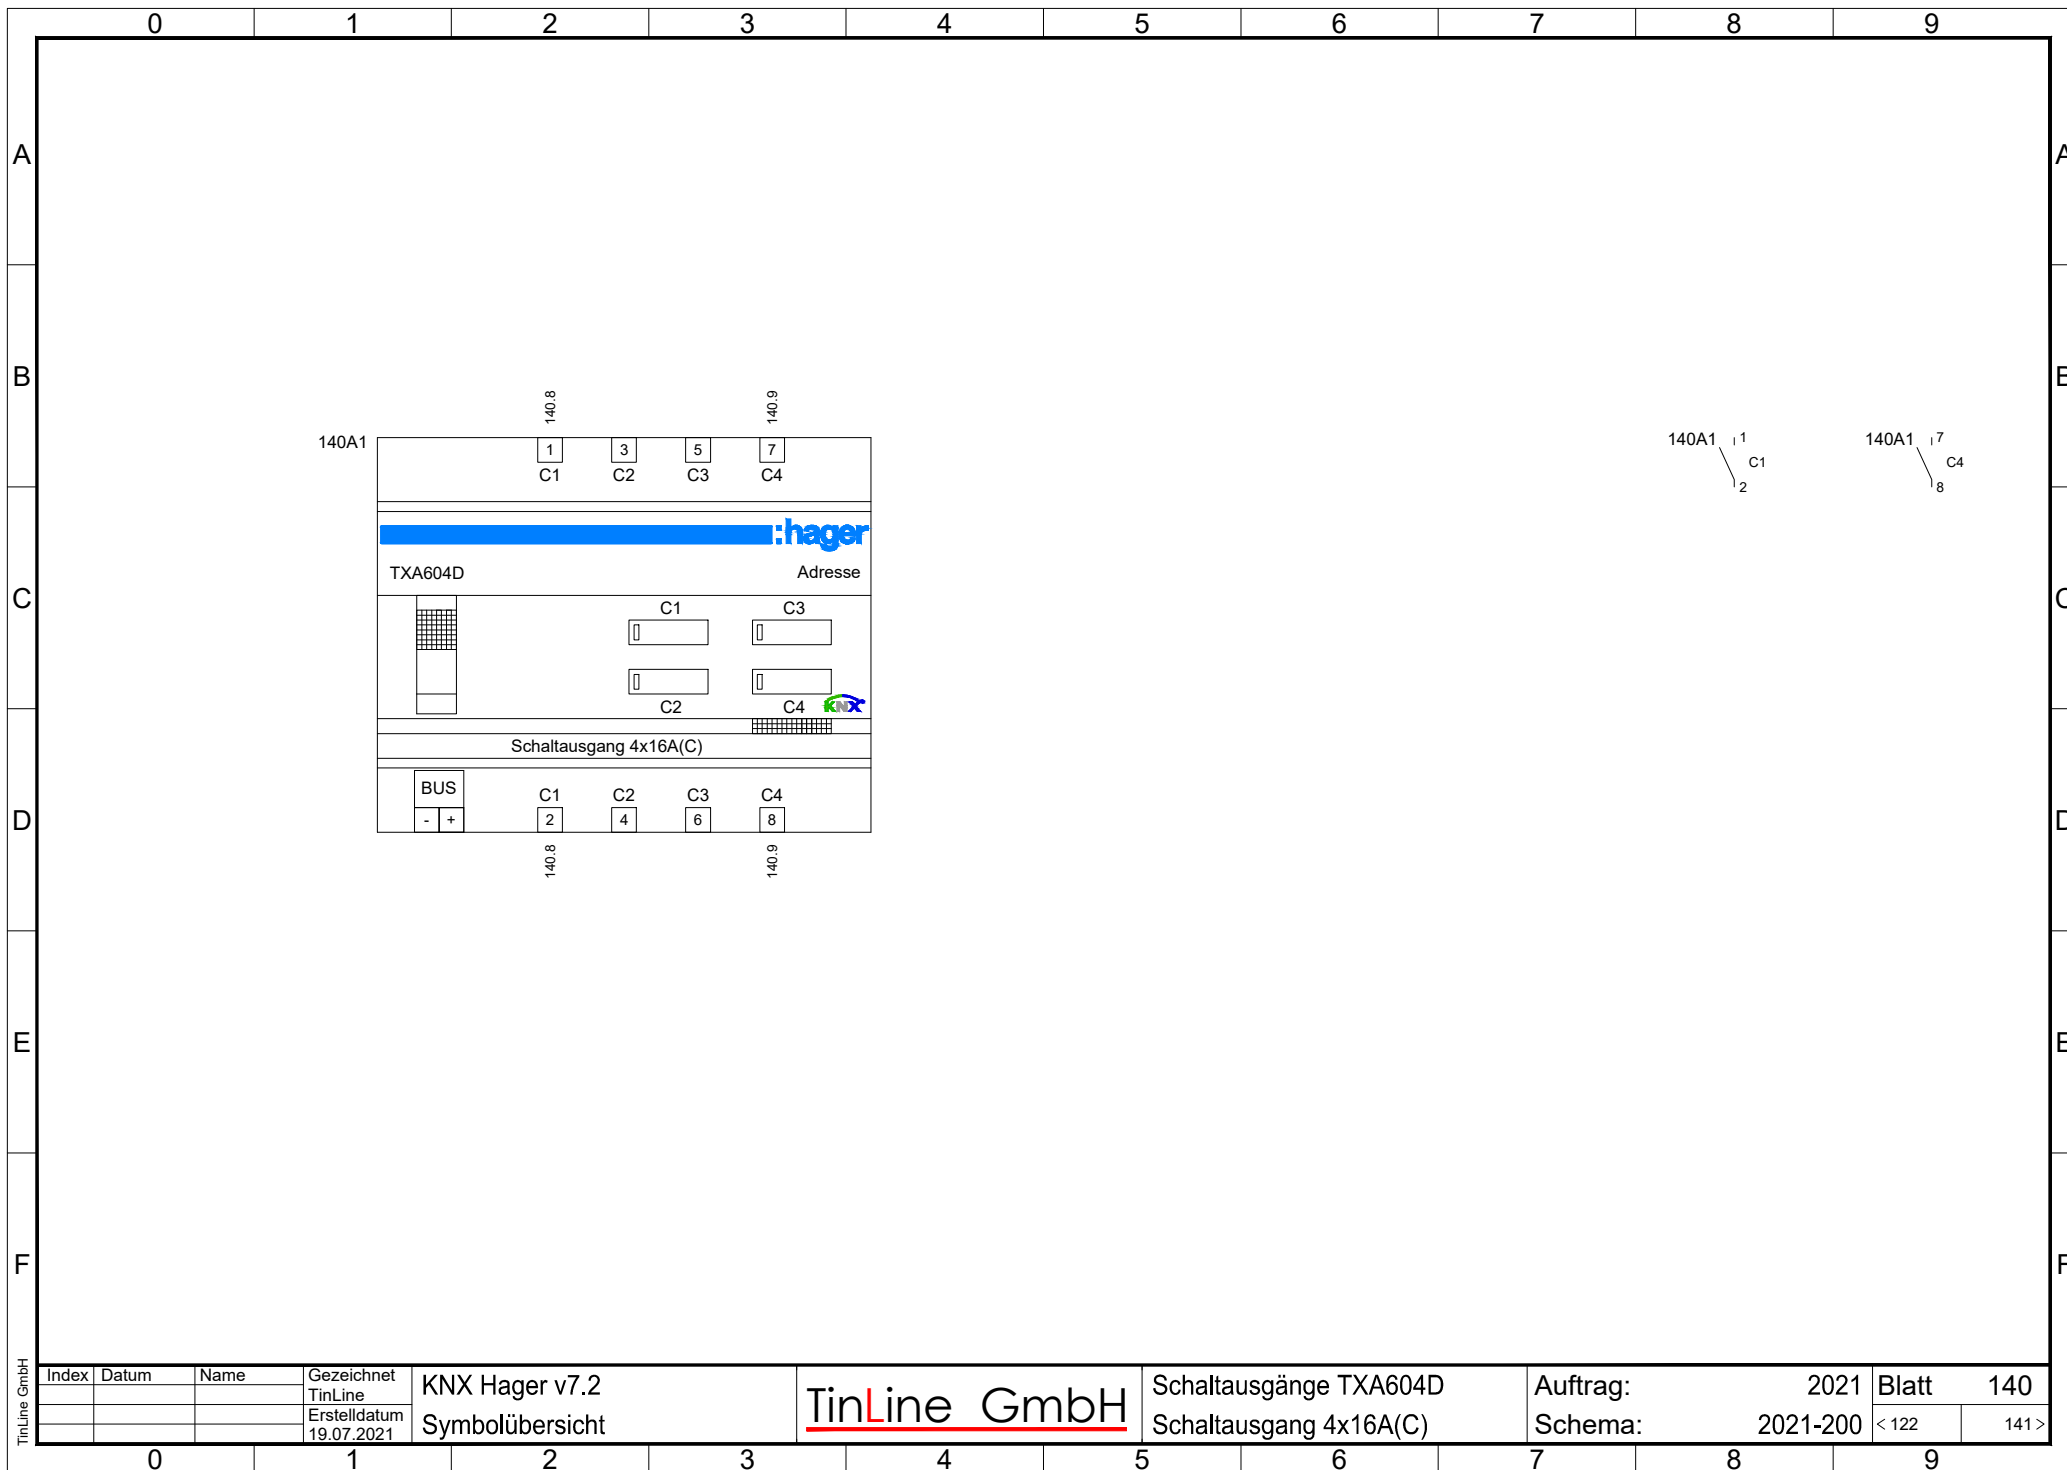 0 1 2 3 4 5 6 7 8 9
A A
B B
140.8 140.9
140A1 1 3 5 7
C1 C2 C3 C4
140A1 1 C1 2
140A1 7 C4 8
:hager
TXA604D Adresse
C C
C1 C3
C2 C4 KNX
Schaltausgang 4x16A(C)
BUS C1 C2 C3 C4
- + 2 4 6 8
D D
140.8 140.9
E E
F F
TinLine GmbH
Index Datum Name Gezeichnet
TinLine
Erstelldatum
19.07.2021
KNX Hager v7.2
Symbolübersicht
TinLine GmbH
Schaltausgänge TXA604D
Schaltausgang 4x16A(C)
Auftrag: 2021
Schema: 2021-200
Blatt 140
< 122 141 >
0 1 2 3 4 5 6 7 8 9